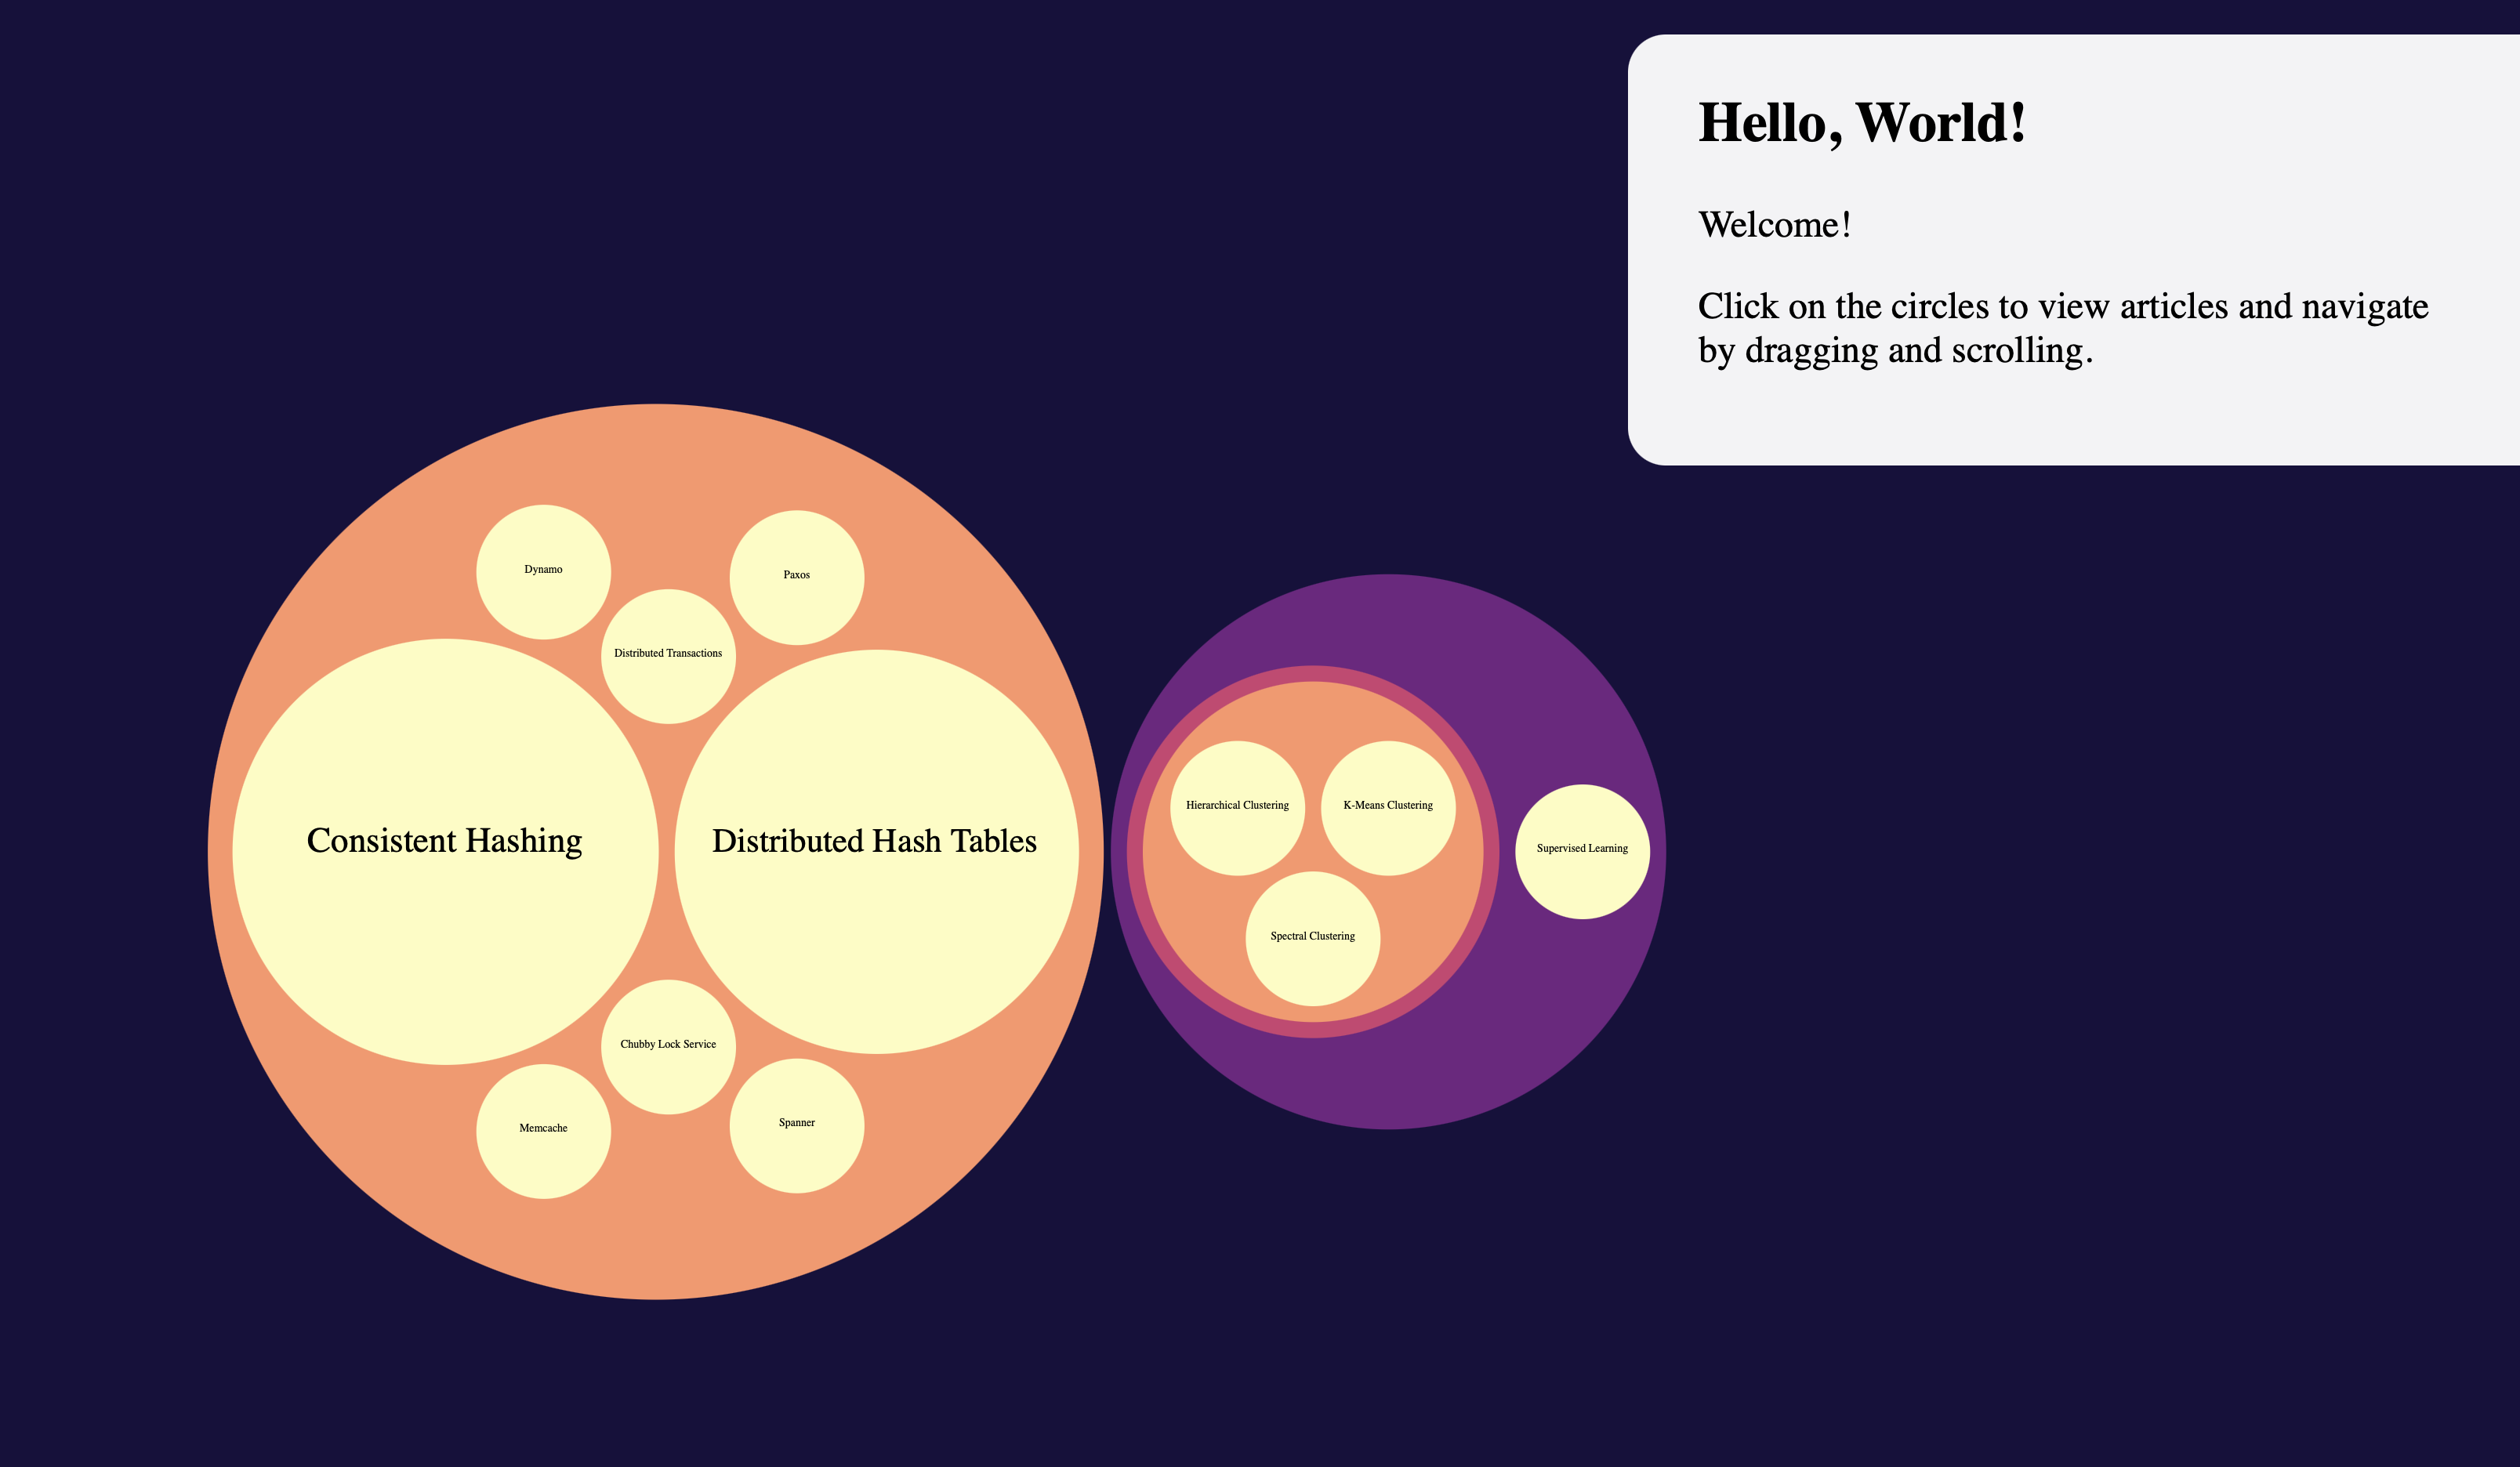 Hello, World!
Welcome!
Click on the circles to view articles and navigate
by dragging and scrolling.
Dynamo
Paxos
Distributed Transactions
Consistent Hashing
Distributed Hash Tables
Chubby Lock Service
Memcache
Spanner
Hierarchical Clustering
K-Means Clustering
Spectral Clustering
Supervised Learning